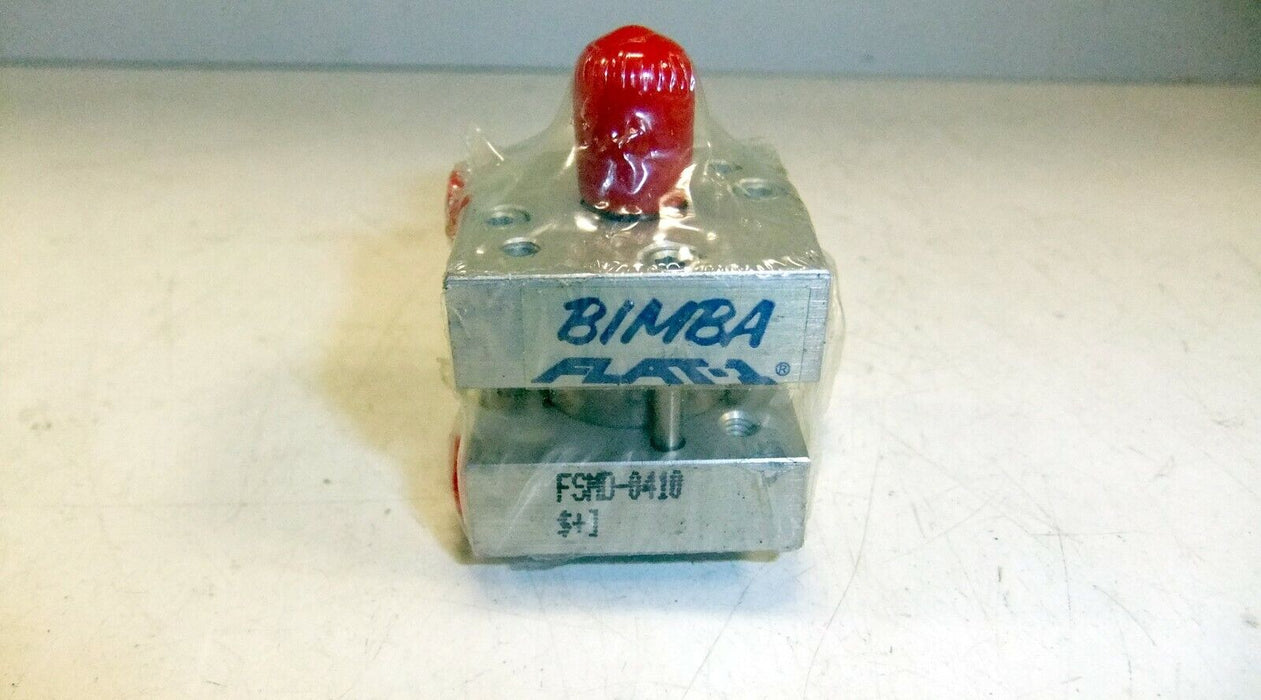 BIMBA
FLAT-1®
FSMD-0410
$+]